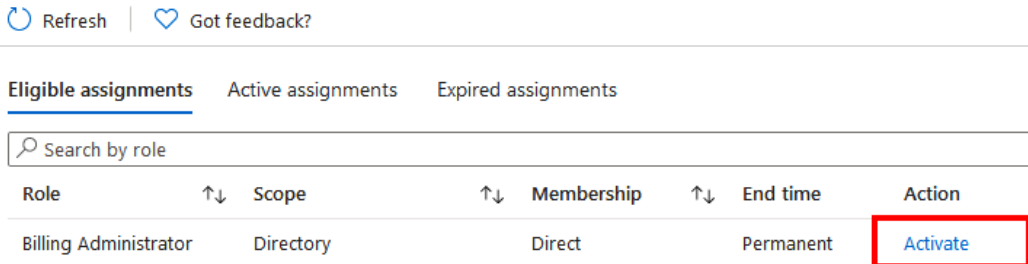 Refresh Got feedback?
Eligible assignments Active assignments Expired assignments
Search by role
Role Scope Membership End time Action
Billing Administrator Directory Direct Permanent Activate